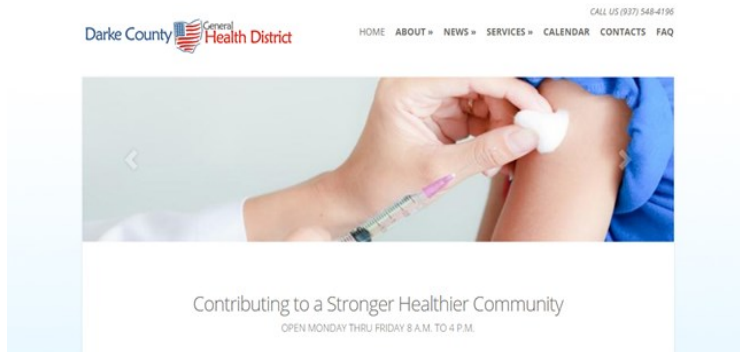 CALL US (937) 548-4196
Darke County General Health District
HOME ABOUT » NEWS » SERVICES » CALENDAR CONTACTS FAQ
Contributing to a Stronger Healthier Community
OPEN MONDAY THRU FRIDAY 8 A.M. TO 4 P.M.